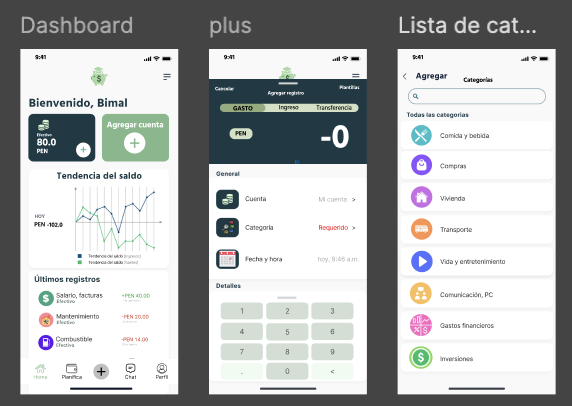 Dashboard
9:41
$
Bienvenido, Bimal
Efectivo
80.0
PEN
Agregar cuenta
Tendencia del saldo
HOY
PEN -102.0
Tendencia del saldo
Tendencia del saldo
Últimos registros
Salario, facturas
Efectivo
+PEN 40.00
Mantenimiento
Efectivo
-PEN 20.00
Combustible
Efectivo
-PEN 14.00
Home
Planifica
Chat
Perfil
plus
9:41
Cancelar
Plantillas
Agregar registro
GASTO
Ingreso
Transferencia
PEN
-0
General
Cuenta
Mi cuenta >
Categoria
Requerido >
Fecha y hora
hoy, 9:46 a.m.
Detalles
1 2 3
4 5 6
7 8 9
. 0 <
Lista de cat...
9:41
Agregar
Categorías
Todas las categorias
Comida y bebida
Compras
Vivienda
Transporte
Vida y entretenimiento
Comunicación, PC
Gastos financieros
Inversiones